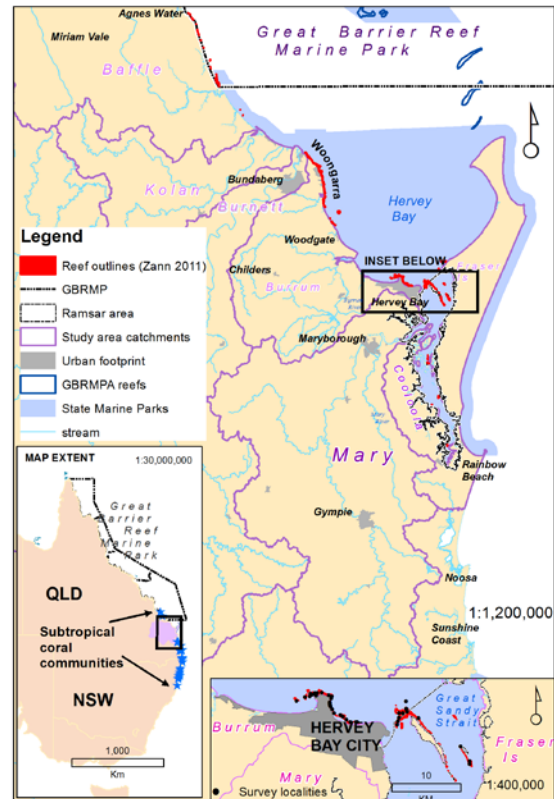 Agnes Water
Miriam Vale
Great Barrier Reef
Marine Park
Baffle
Woongarra
Kolan
Bundaberg
Burnett
Hervey
Bay
Woodgate
INSET BELOW
Fraser
Is
Childers
Burrum
Hervey Bay
Maryborough
Cooloola
Mary
Rainbow
Beach
Gympie
Noosa
1:1,200,000
Sunshine
Coast
Legend
Reef outlines (Zann 2011)
GBRMP
Ramsar area
Study area catchments
Urban footprint
GBRMPA reefs
State Marine Parks
stream
MAP EXTENT 1:30,000,000
Great
Barrier
Reef
Marine
Park
QLD
Subtropical
coral
communities
NSW
1,000
Km
Great
Sandy
Strait
Burrum
HERVEY
BAY CITY
Fraser
Is
Mary
10
KM
1:400,000
Survey localities